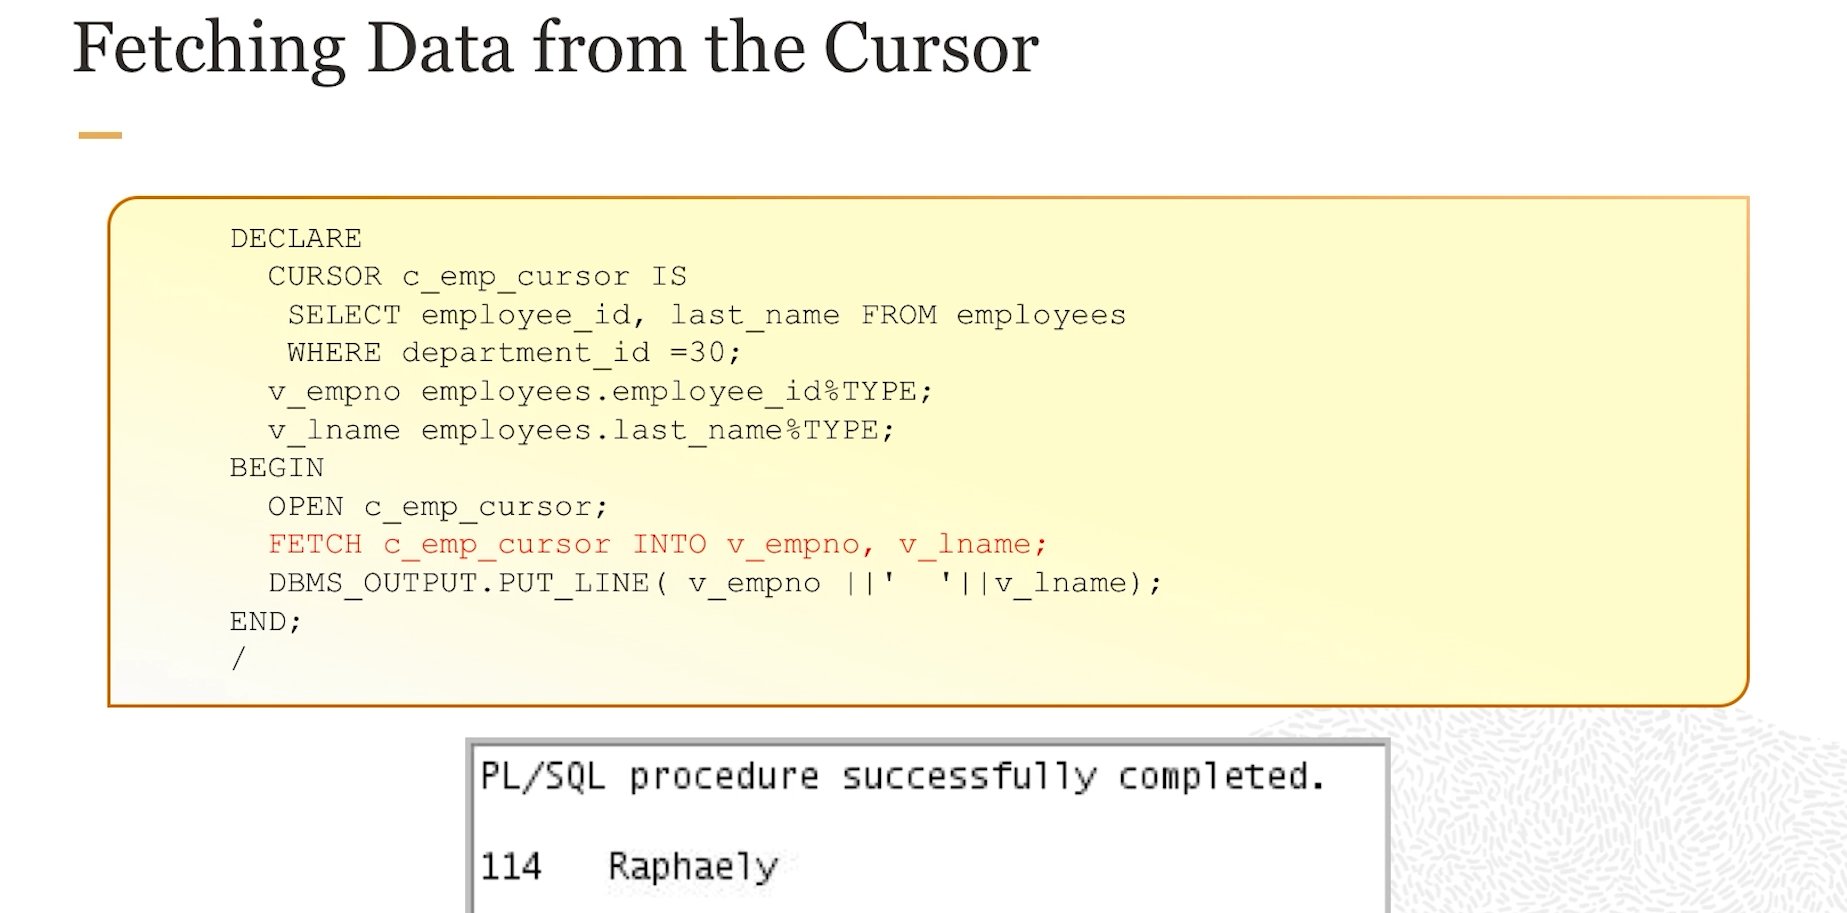 Fetching Data from the Cursor
DECLARE
CURSOR c_emp_cursor IS
SELECT employee_id, last_name FROM employees
WHERE department_id =30;
v_empno employees.employee_id%TYPE;
v_lname employees.last_name%TYPE;
BEGIN
OPEN c_emp_cursor;
FETCH c_emp_cursor INTO v_empno, v_lname;
DBMS_OUTPUT.PUT_LINE( v_empno ||'  '||v_lname);
END;
/
PL/SQL procedure successfully completed.
114   Raphaely